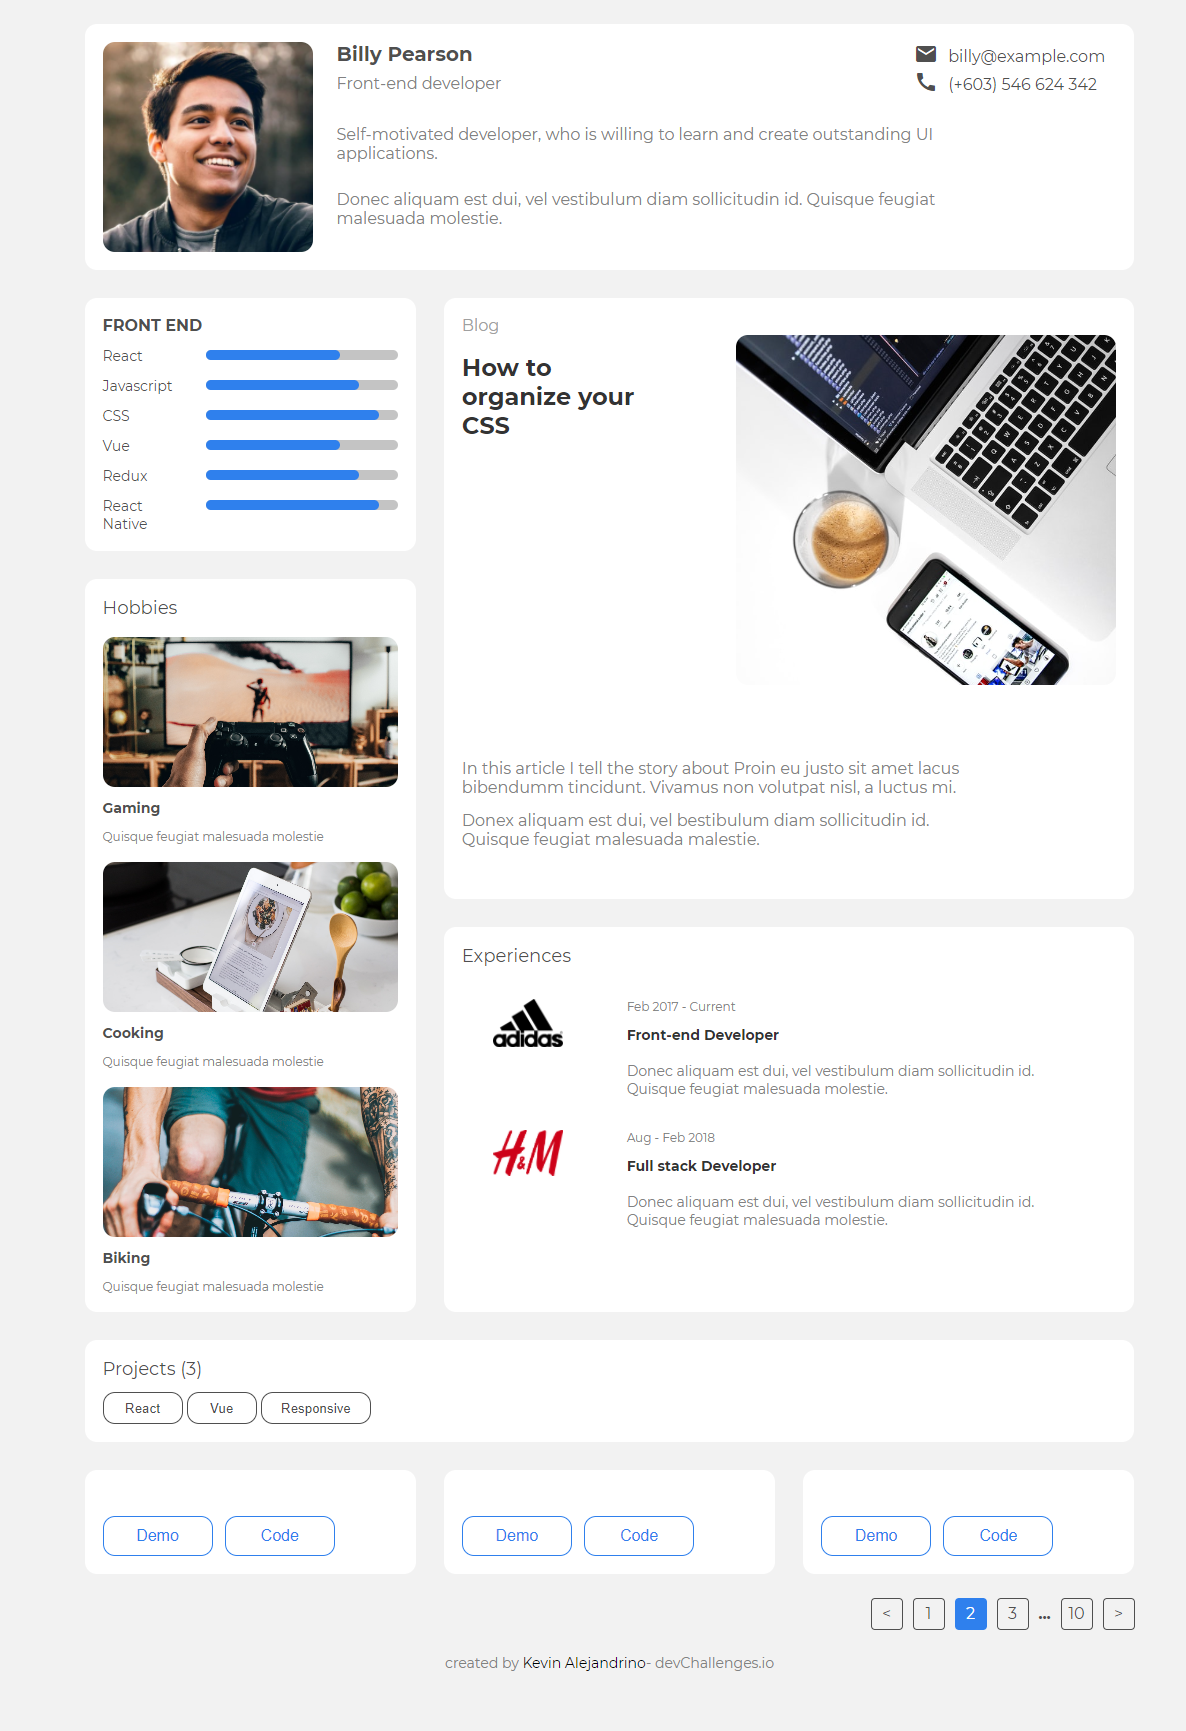 Billy Pearson
Front-end developer
billy@example.com
(+603) 546 624 342
Self-motivated developer, who is willing to learn and create outstanding UI
applications.
Donec aliquam est dui, vel vestibulum diam sollicitudin id. Quisque feugiat
malesuada molestie.
FRONT END
React
Javascript
CSS
Vue
Redux
React
Native
Hobbies
Gaming
Quisque feugiat malesuada molestie
Cooking
Quisque feugiat malesuada molestie
Biking
Quisque feugiat malesuada molestie
Blog
How to
organize your
CSS
In this article I tell the story about Proin eu justo sit amet lacus
bibendumm tincidunt. Vivamus non volutpat nisl, a luctus mi.
Donex aliquam est dui, vel bestibulum diam sollicitudin id.
Quisque feugiat malesuada malestie.
Experiences
adidas
Feb 2017 - Current
Front-end Developer
Donec aliquam est dui, vel vestibulum diam sollicitudin id.
Quisque feugiat malesuada molestie.
H&M
Aug - Feb 2018
Full stack Developer
Donec aliquam est dui, vel vestibulum diam sollicitudin id.
Quisque feugiat malesuada molestie.
Projects (3)
React Vue Responsive
Demo Code
Demo Code
Demo Code
< 1 2 3 ... 10 >
created by Kevin Alejandrino- devChallenges.io